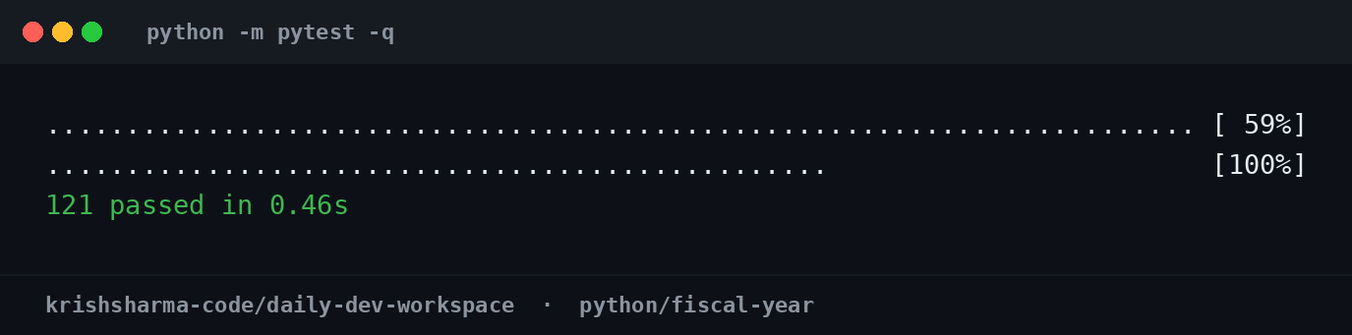 python -m pytest -q
........................................................................ [ 59%]
.................................................                        [100%]
121 passed in 0.46s
krishsharma-code/daily-dev-workspace · python/fiscal-year